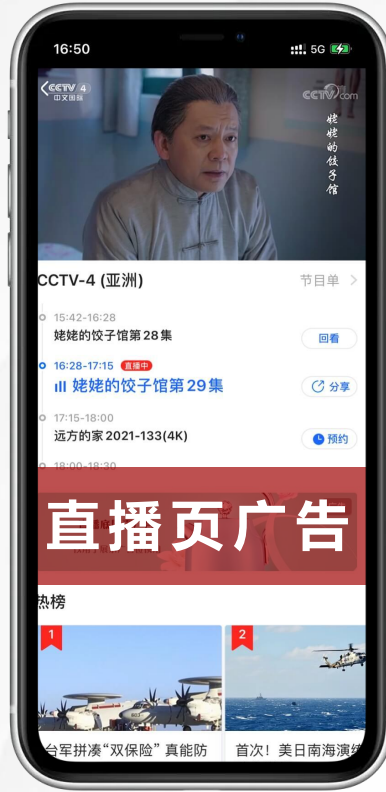 16:50
5G
CCTV 4
中文国际
CCTV.com
姥姥的饺子馆
CCTV-4 (亚洲)
节目单 >
15:42-16:28
姥姥的饺子馆第28集
回看
16:28-17:15 直播中
姥姥的饺子馆第29集
分享
17:15-18:00
远方的家2021-133(4K)
预约
18:00-18:30
直播页广告
热榜
1
2
台军拼凑“双保险”真能防
首次！美日南海演练